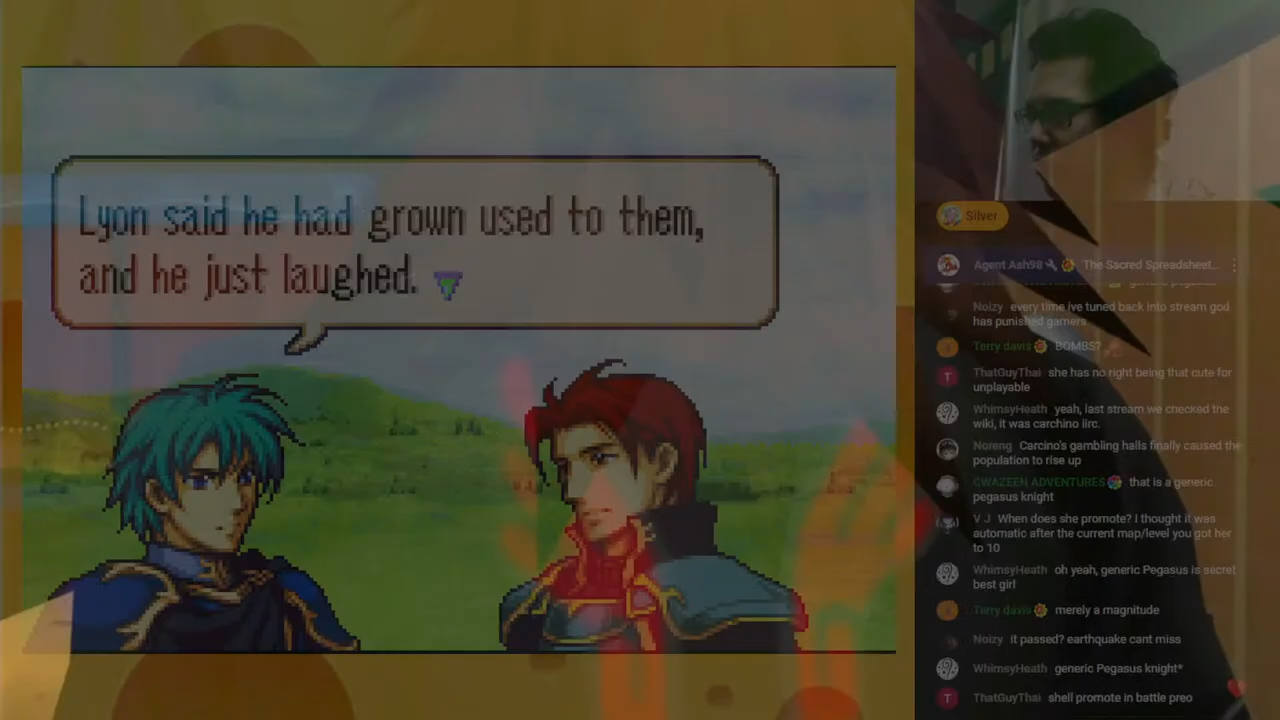 Lyon said he had grown used to them,
and he just laughed.
Silver
Agent Ash98 The Sacred Spreadsheet...
Noizy every time ive tuned back into stream god
has punished gamers
Terry davis BOMBS?
ThatGuyThai she has no right being that cute for
unplayable
WhimsyHeath yeah, last stream we checked the
wiki, it was carchino iirc.
Noreng Carcino's gambling halls finally caused the
population to rise up
CWAZEEN ADVENTURES that is a generic
pegasus knight
V J When does she promote? I thought it was
automatic after the current map/level you got her
to 10
WhimsyHeath oh yeah, generic Pegasus is secret
best girl
Terry davis merely a magnitude
Noizy it passed? earthquake cant miss
WhimsyHeath generic Pegasus knight*
ThatGuyThai shell promote in battle preo